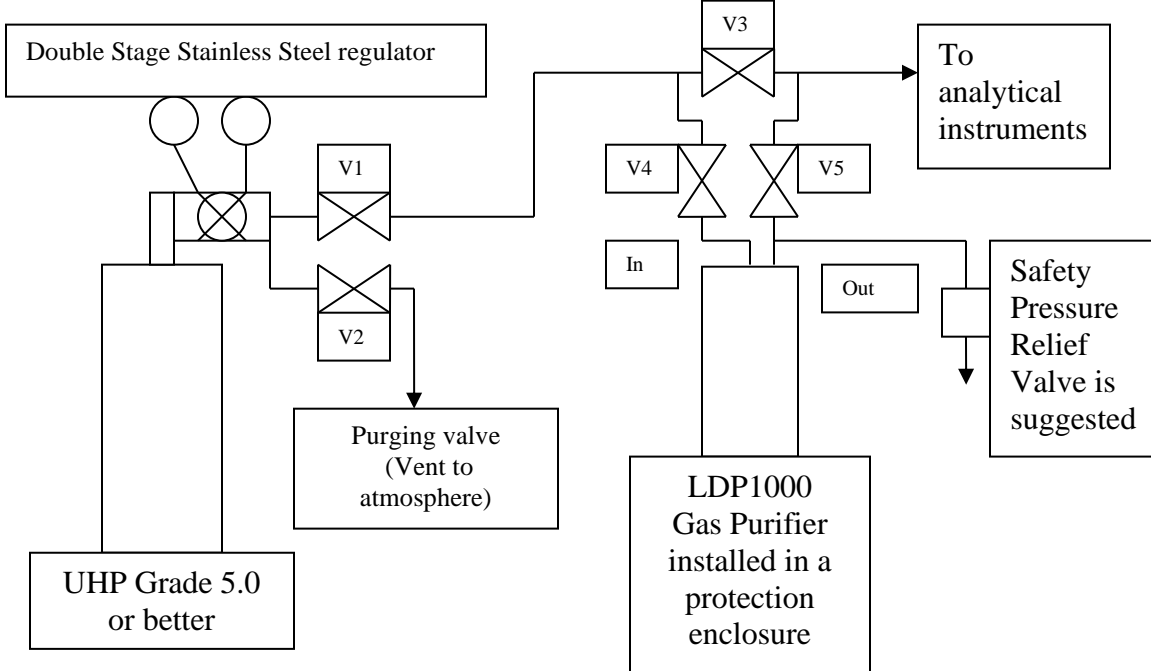 Double Stage Stainless Steel regulator
V3
To
analytical
instruments
V1
V4
V5
In
Out
Safety
Pressure
Relief
Valve is
suggested
V2
Purging valve
(Vent to
atmosphere)
LDP1000
Gas Purifier
installed in a
protection
enclosure
UHP Grade 5.0
or better